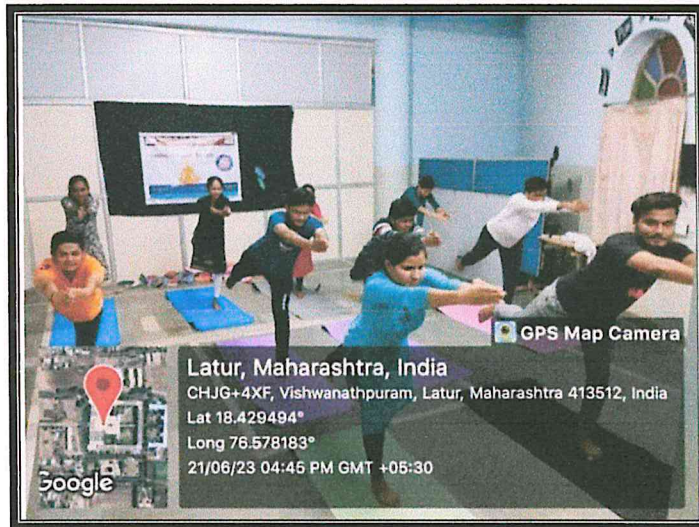 GPS Map Camera
Latur, Maharashtra, India
CHJG+4XF, Vishwanathpuram, Latur, Maharashtra 413512, India
Lat 18.429494°
Long 76.578183°
21/06/23 04:45 PM GMT +05:30
Google